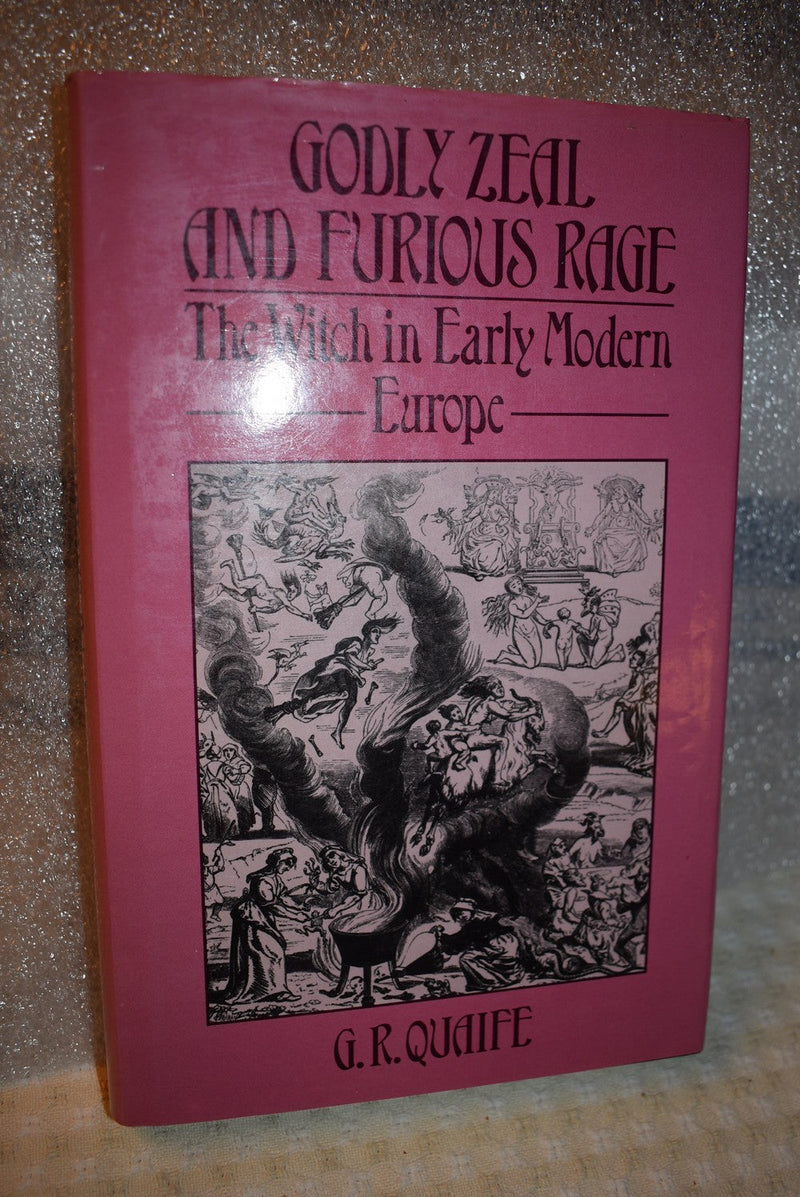 GODLY ZEAL
AND FURIOUS RAGE
The Witch in Early Modern
Europe
G. R. QUAIFE